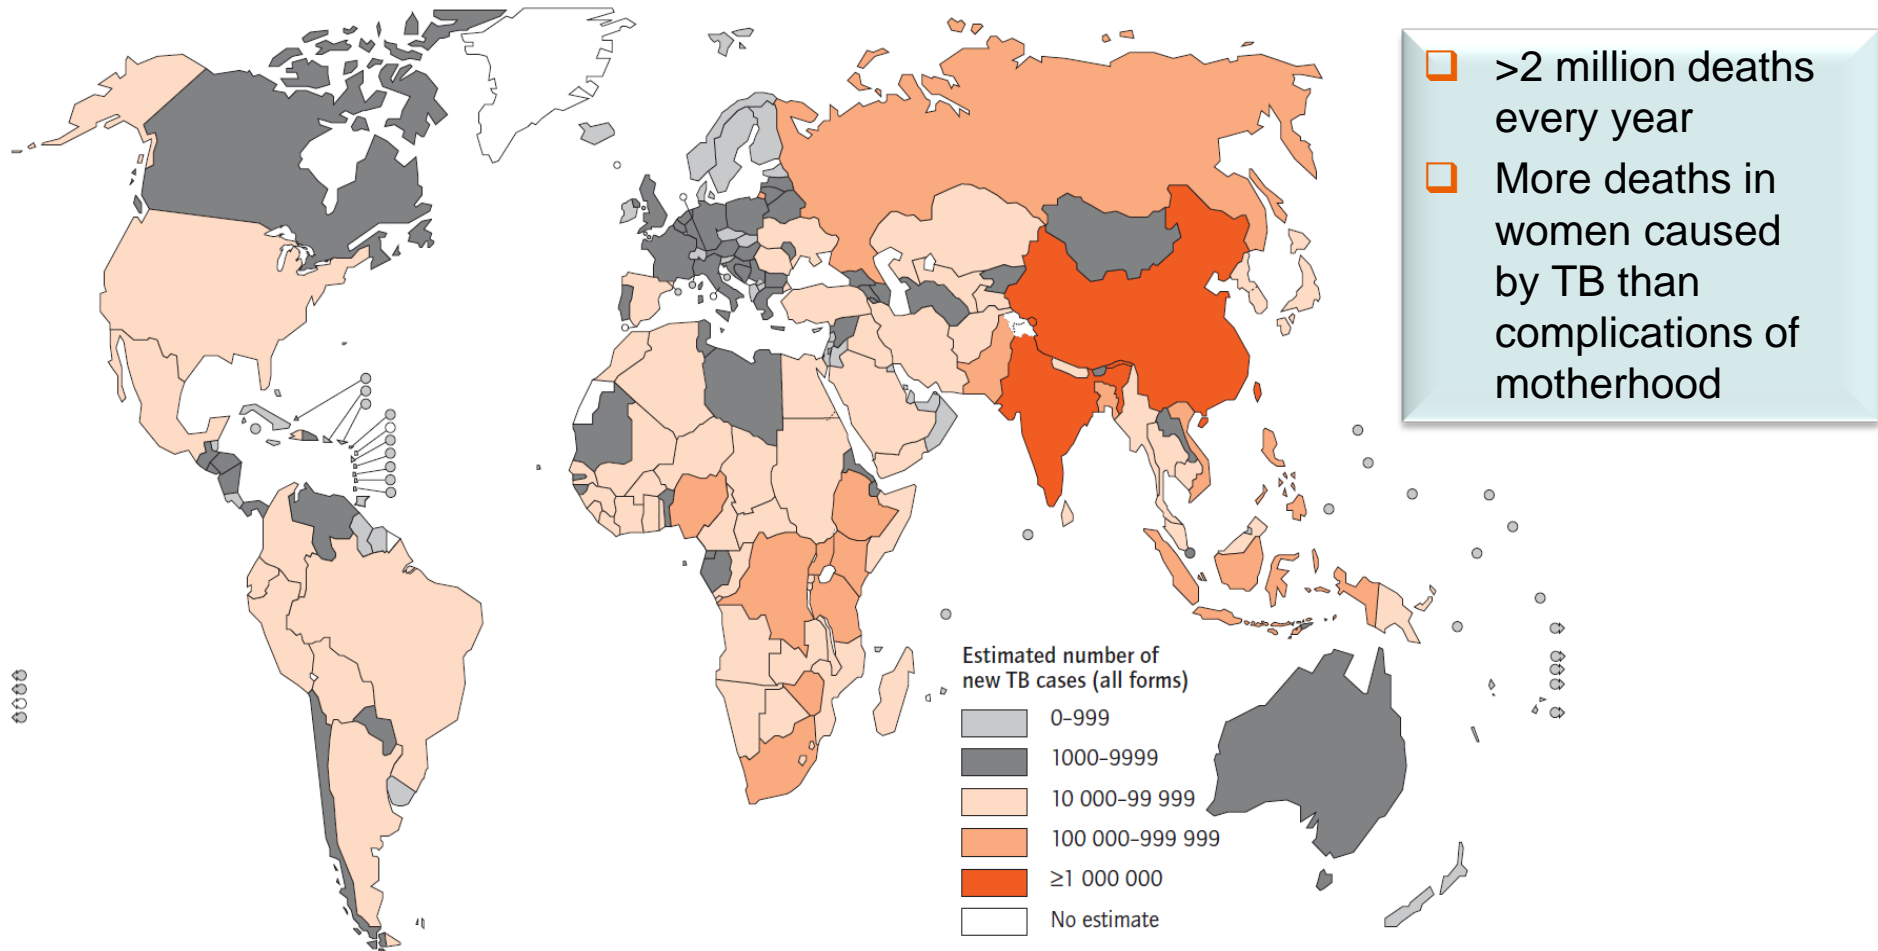 >2 million deaths
every year
More deaths in
women caused
by TB than
complications of
motherhood
Estimated number of
new TB cases (all forms)
0–999
1000–9999
10 000–99 999
100 000–999 999
≥1 000 000
No estimate